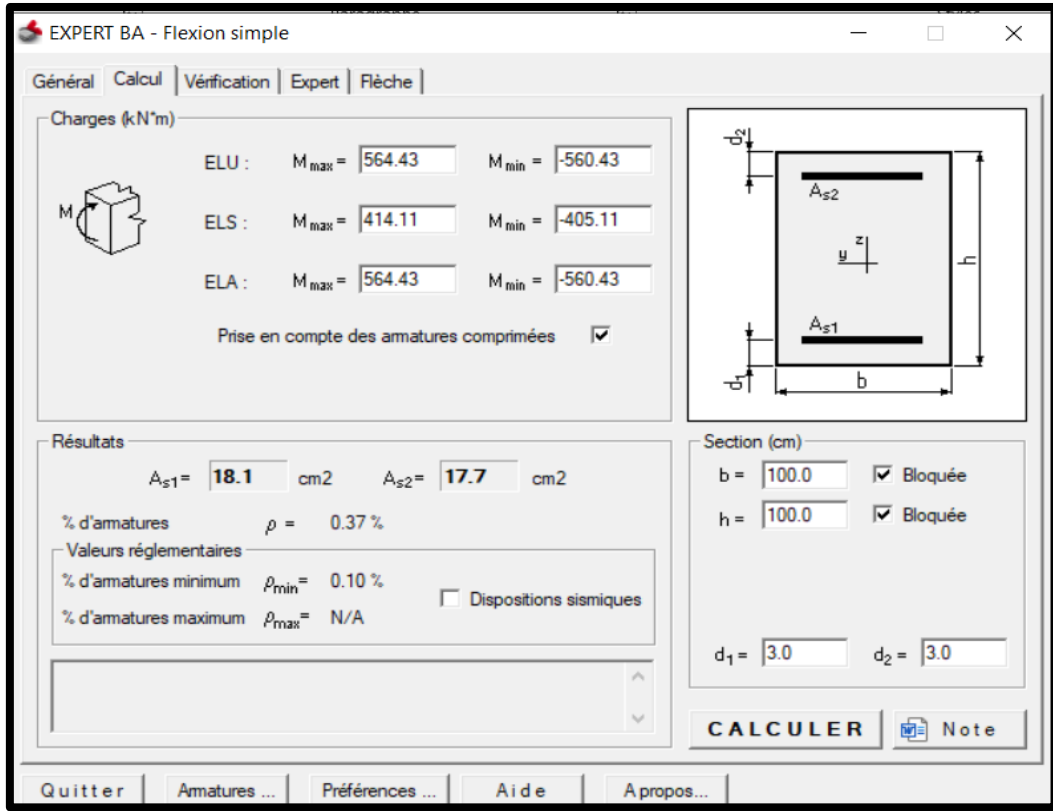 EXPERT BA - Flexion simple
Général Calcul Vérification Expert Flèche
Charges (kN*m)
ELU : M max = 564.43 M min = -560.43
ELS : M max = 414.11 M min = -405.11
ELA : M max = 564.43 M min = -560.43
Prise en compte des armatures comprimées
M
d2
As2
z
y
h
As1
d1
b
Résultats
As1= 18.1 cm2 As2= 17.7 cm2
% d'armatures ρ = 0.37 %
Valeurs réglementaires
% d'armatures minimum ρmin= 0.10 %
Dispositions sismiques
% d'armatures maximum ρmax= N/A
Section (cm)
b = 100.0 Bloquée
h = 100.0 Bloquée
d1 = 3.0 d2 = 3.0
CALCULER Note
Quitter Armatures ... Préférences ... Aide A propos...